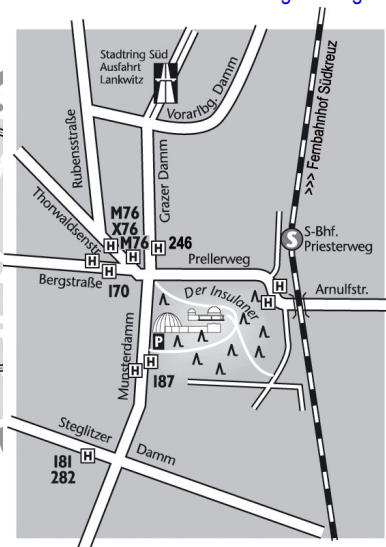 Stadtring Süd
Ausfahrt
Lankwitz
Vorarlbg. Damm
Rubensstraße
>>> Fernbahnhof Südkreuz
Grazer Damm
Thorwaldsenstr.
M76
X76
H M76
H 246
S
S-Bhf.
Priesterweg
Prellerweg
H
H
H
Bergstraße
170
Der Insulaner
H
H
Arnulfstr.
P
Munsterdamm
H
H
187
Steglitzer Damm
H
181
282